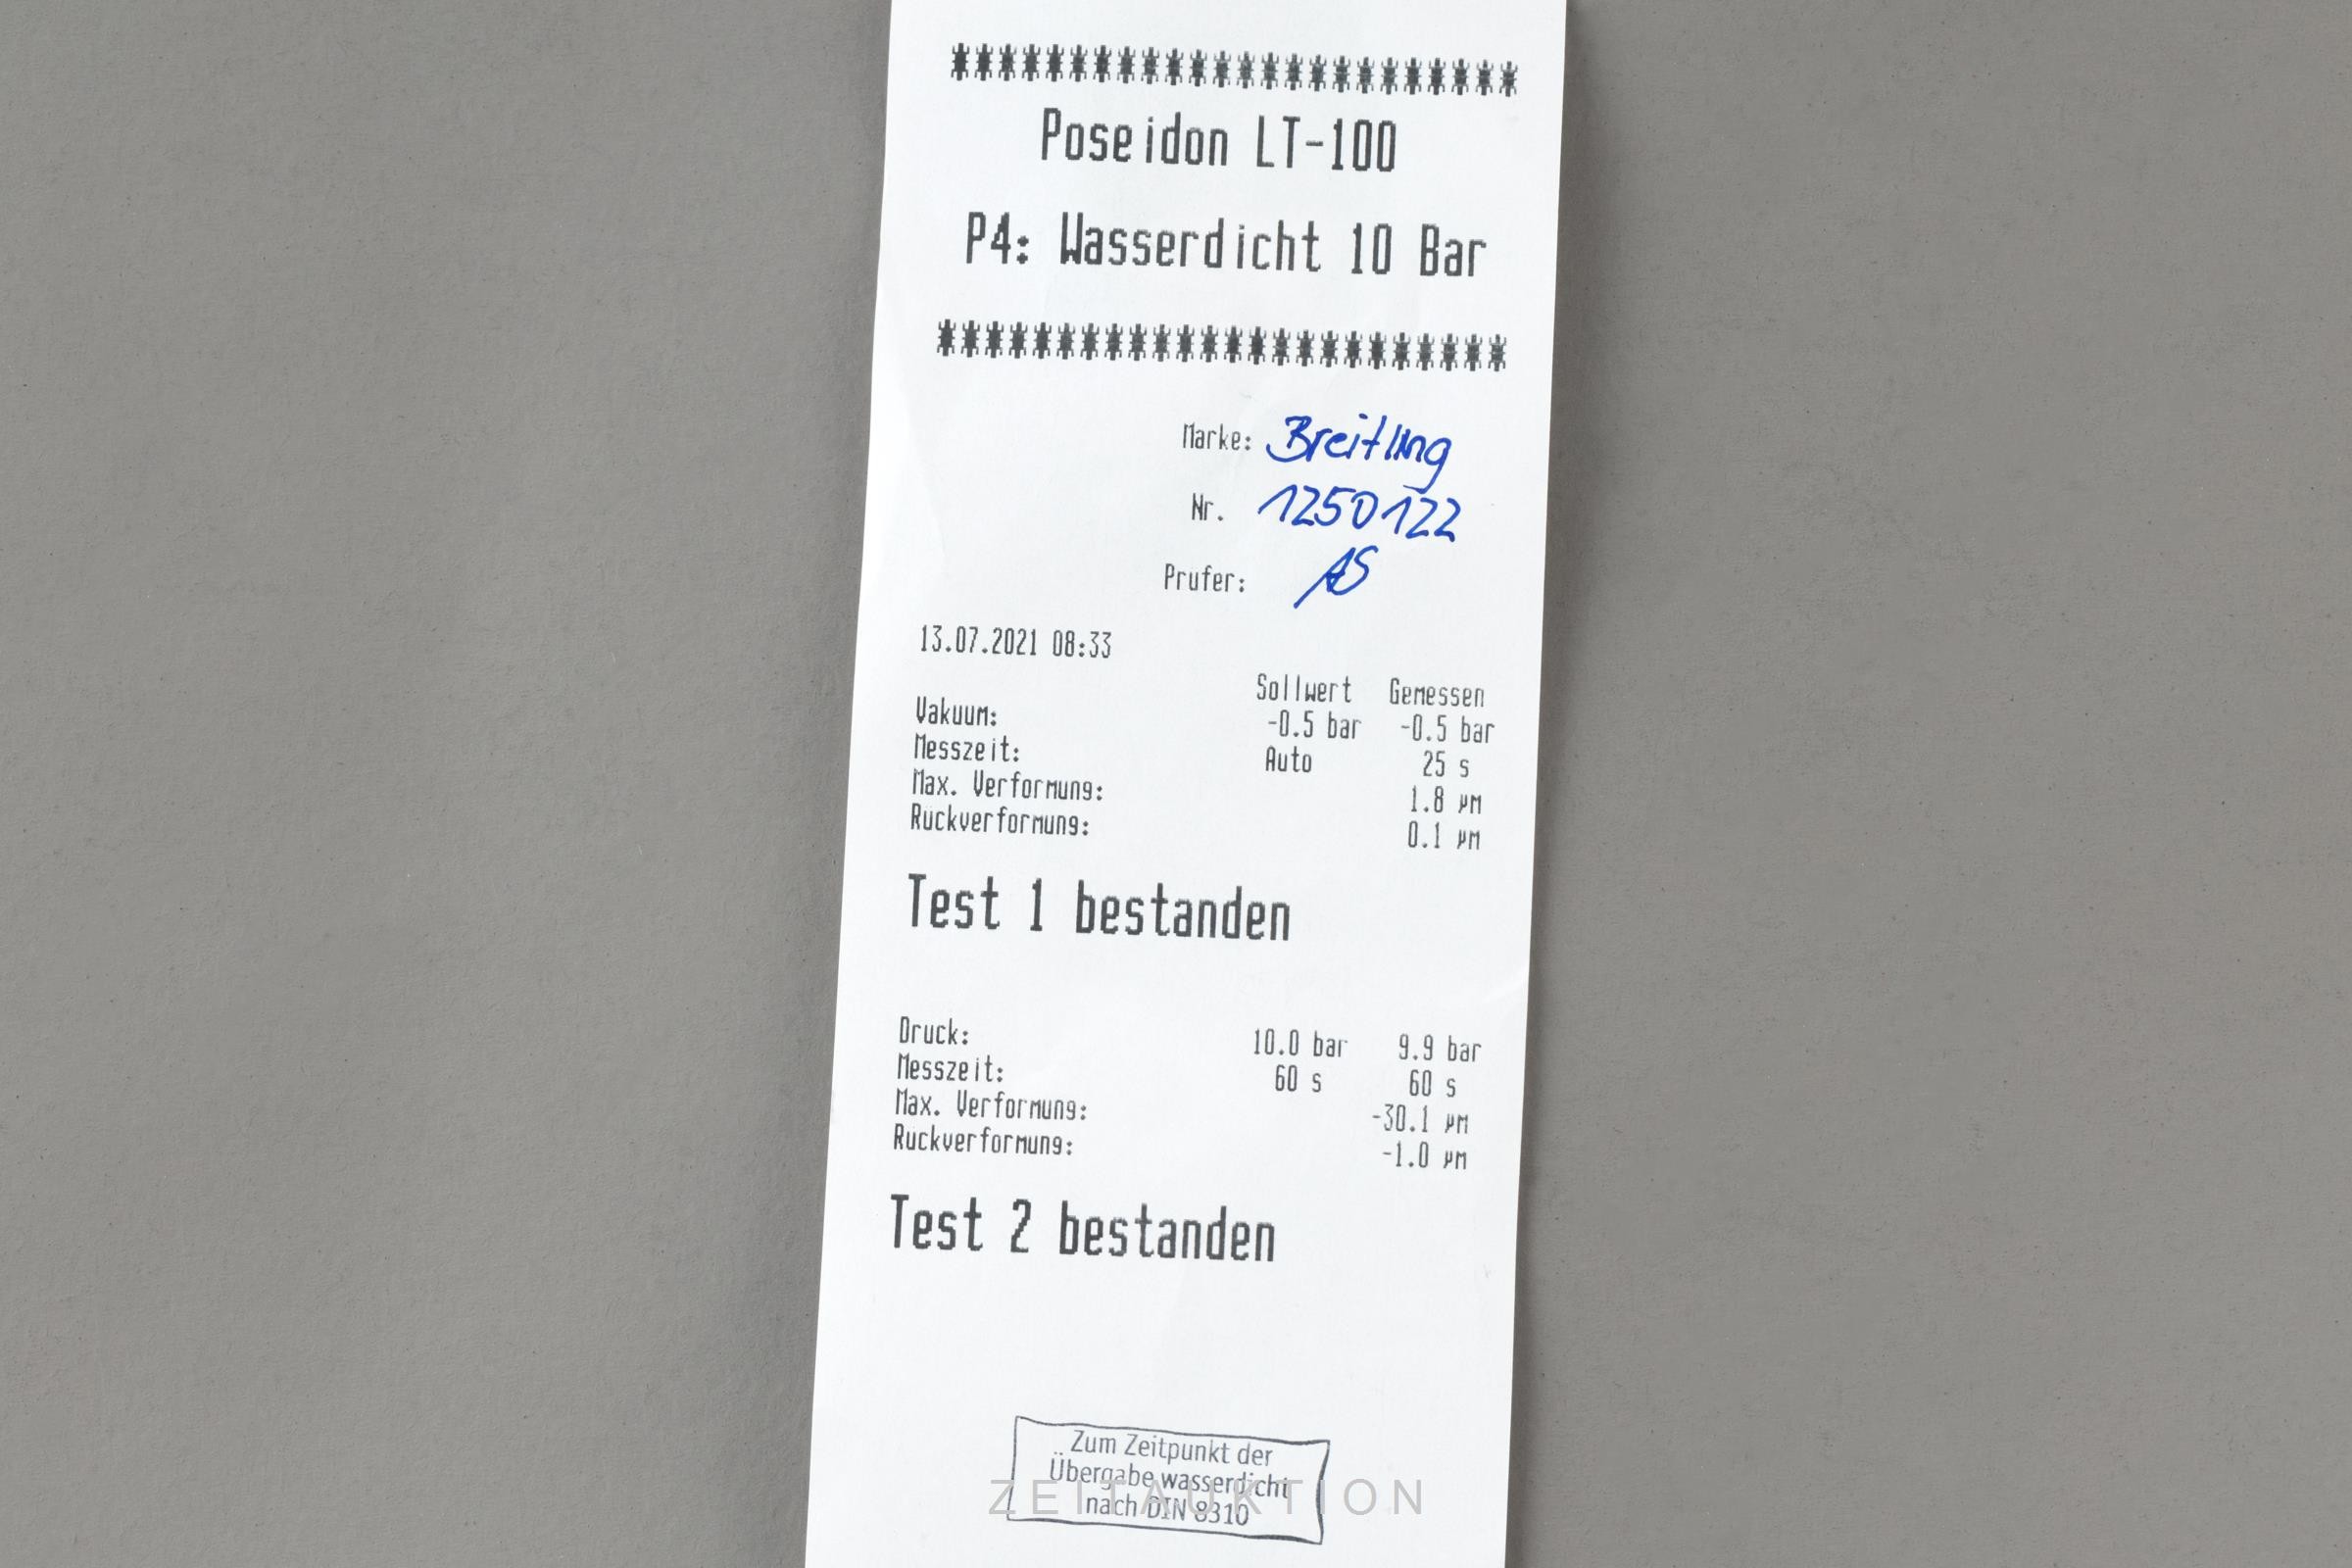 ************************
Poseidon LT-100
P4: Wasserdicht 10 Bar
************************
Marke: Breitling
Nr. 1250122
Prufer: AS
13.07.2021 08:33
Sollwert Gemessen
Vakuum: -0.5 bar -0.5 bar
Messzeit: Auto 25 s
Max. Verformung: 1.8 µm
Rückverformung: 0.1 µm
Test 1 bestanden
Druck: 10.0 bar 9.9 bar
Messzeit: 60 s 60 s
Max. Verformung: -30.1 µm
Rückverformung: -1.0 µm
Test 2 bestanden
Zum Zeitpunkt der
Übergabe wasserdicht
nach DIN 8310
ZEITAUKTION